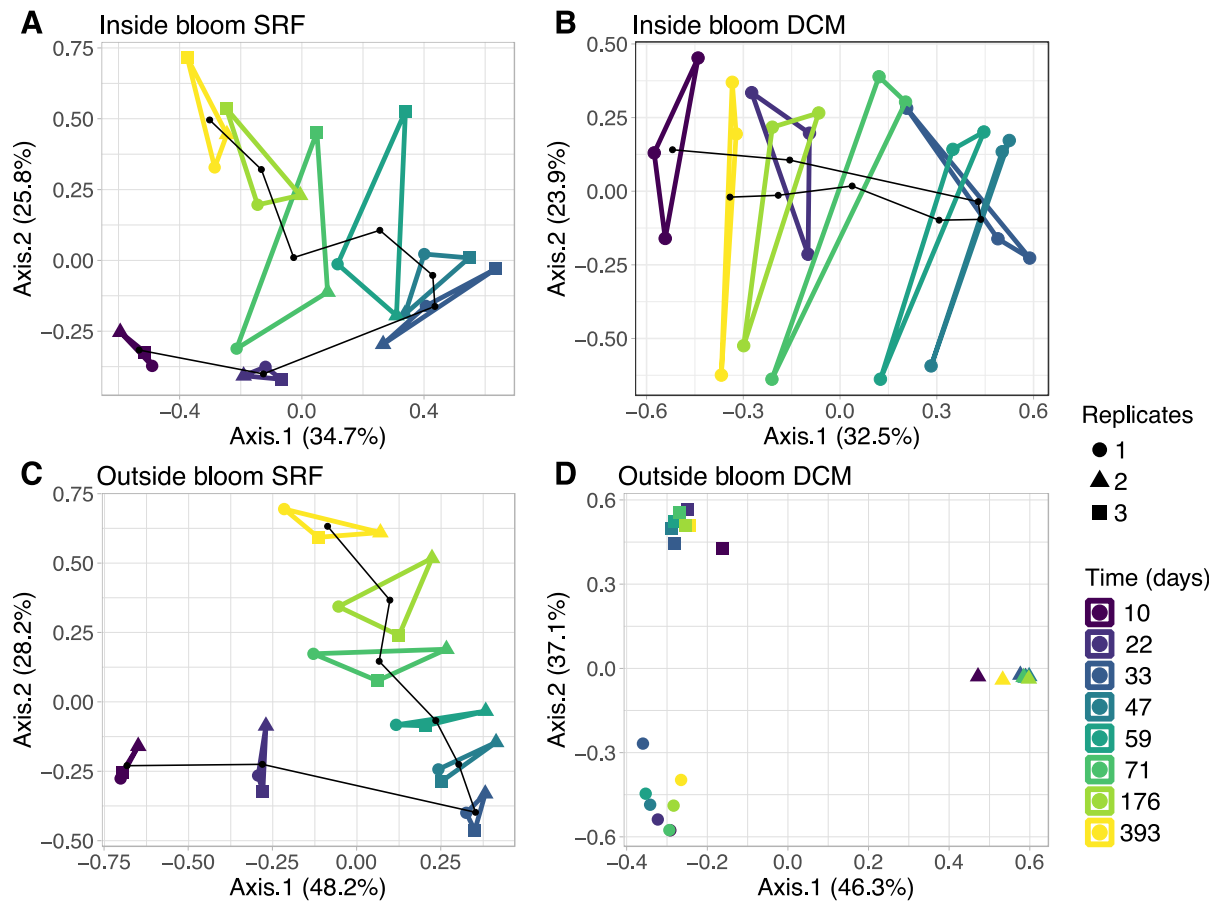 A Inside bloom SRF
0.75
0.50
0.25
0.00
−0.25
−0.4 0.0 0.4
Axis.1 (34.7%)
Axis.2 (25.8%)
B Inside bloom DCM
0.50
0.25
0.00
−0.25
−0.50
−0.6 −0.3 0.0 0.3 0.6
Axis.1 (32.5%)
Axis.2 (23.9%)
C Outside bloom SRF
0.75
0.50
0.25
0.00
−0.25
−0.50
−0.75 −0.50 −0.25 0.00 0.25
Axis.1 (48.2%)
Axis.2 (28.2%)
D Outside bloom DCM
0.6
0.3
0.0
−0.3
−0.6
−0.4 −0.2 0.0 0.2 0.4 0.6
Axis.1 (46.3%)
Axis.2 (37.1%)
Replicates
1
2
3
Time (days)
10
22
33
47
59
71
176
393